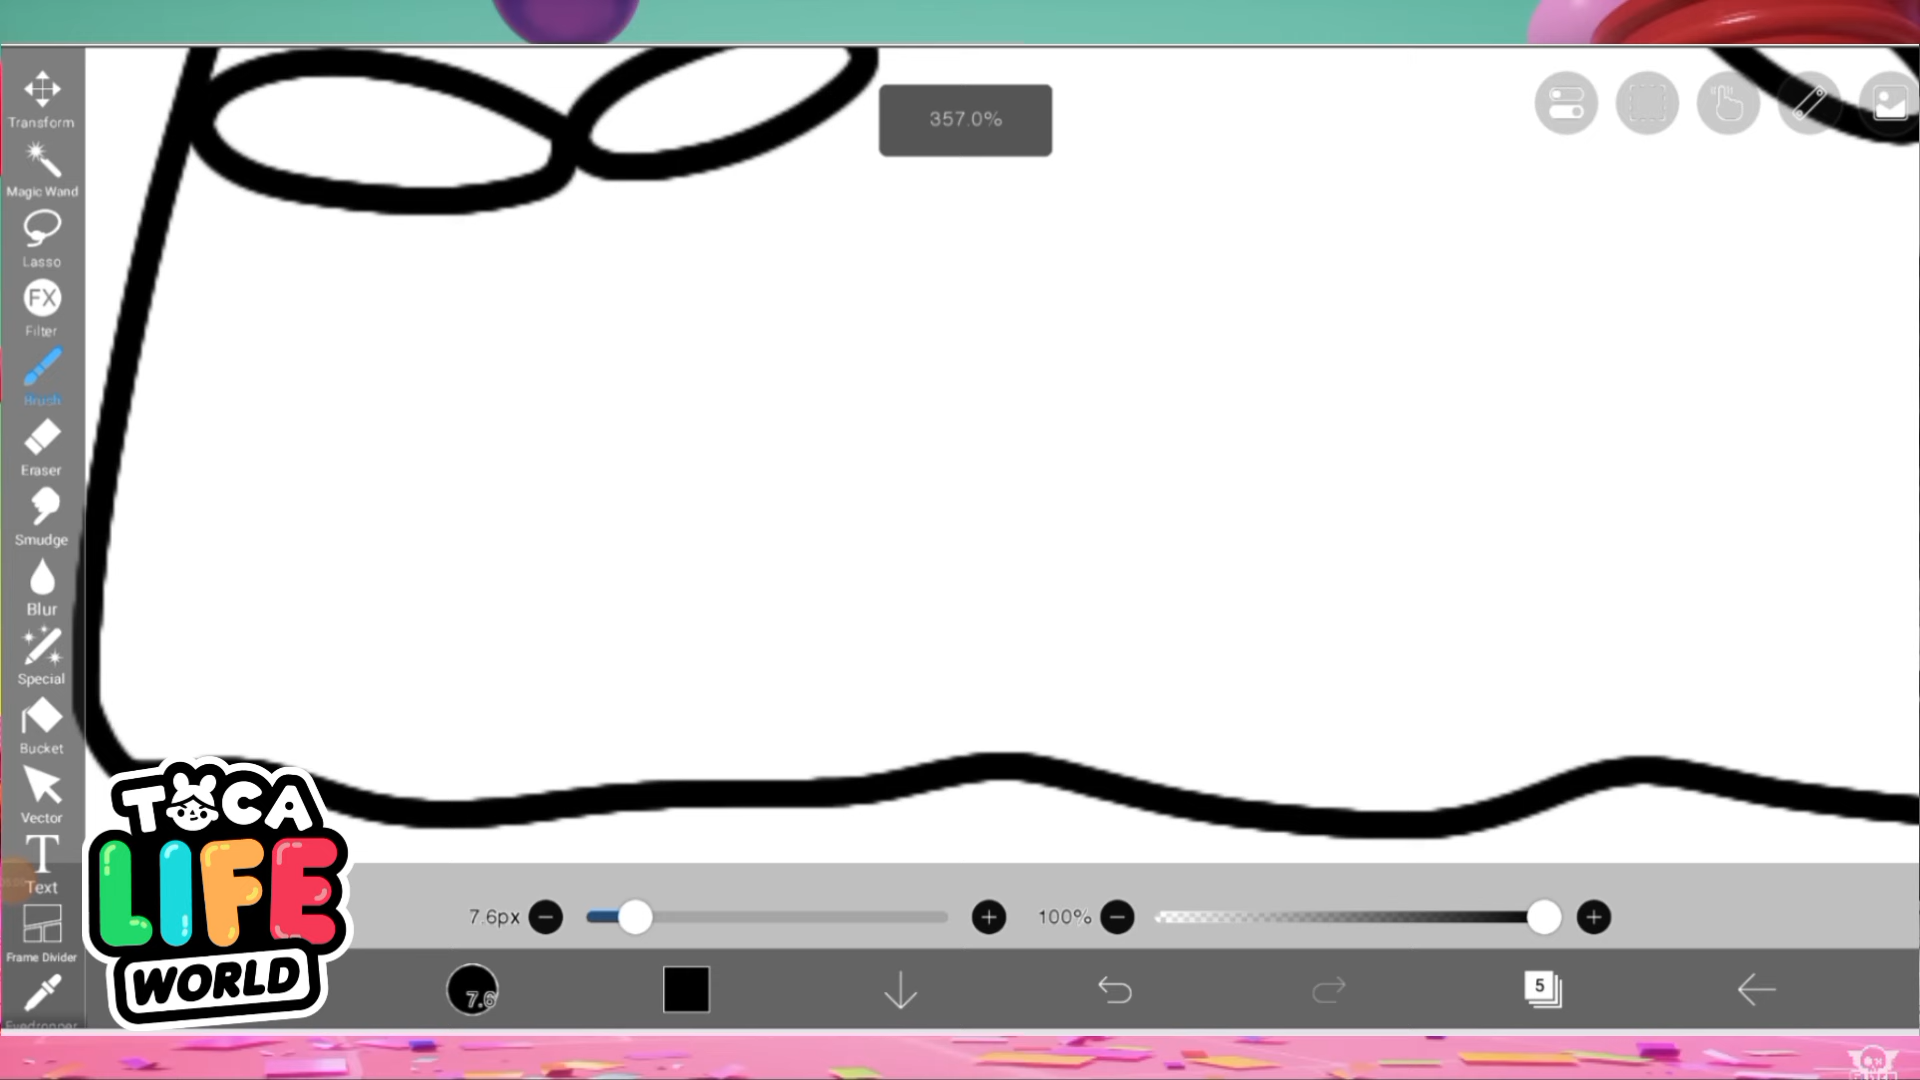 357.0%
Transform
Magic Wand
Lasso
FX
Filter
Brush
Eraser
Smudge
Blur
Special
Bucket
Vector
T
Text
Frame Divider
Eyedropper
TOCA
LIFE
WORLD
7.6px
100%
7.6
5